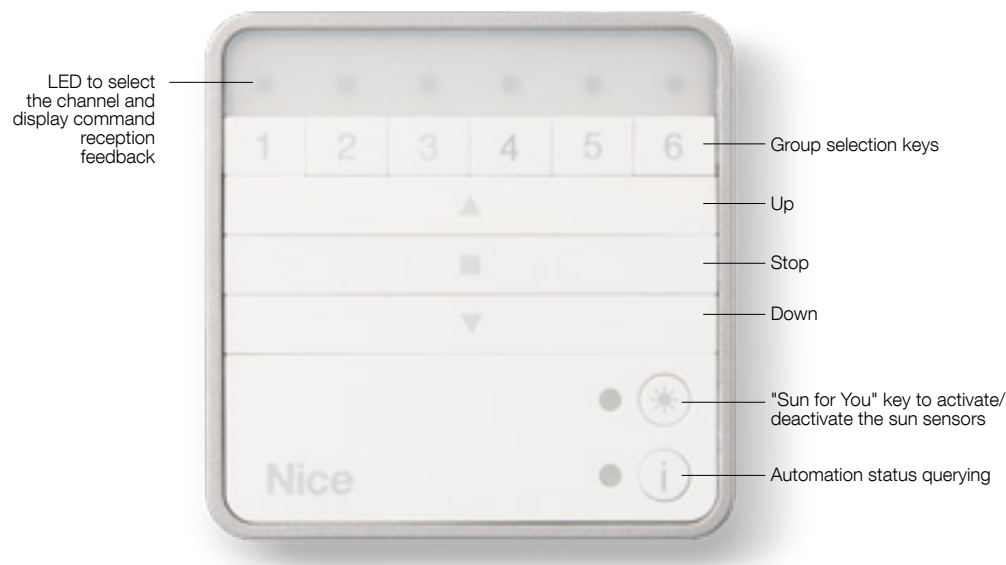 LED to select
the channel and
display command
reception
feedback
1 2 3 4 5 6
Group selection keys
Up
Stop
Down
"Sun for You" key to activate/
deactivate the sun sensors
i
Automation status querying
Nice